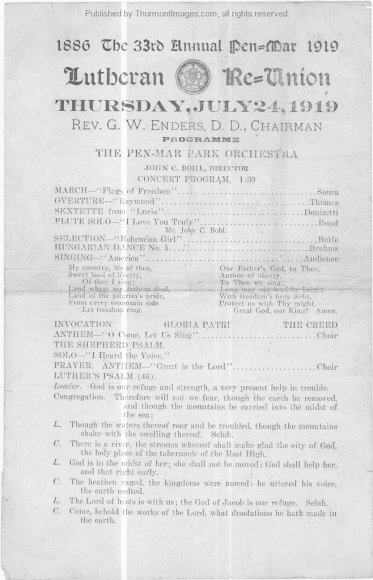 Published by ThurmontImages.com, all rights reserved.
1886 The 33rd Annual Pen=Mar 1919
Lutheran Re=Union
THURSDAY, JULY 24, 1919
REV. G. W. ENDERS, D. D., CHAIRMAN
PROGRAMME
THE PEN-MAR PARK ORCHESTRA
JOHN C. BOHL, DIRECTOR
CONCERT PROGRAM, 1:30
MARCH—"Flags of Freedom" Sousa
OVERTURE—"Raymond" Thomas
SEXTETTE from "Lucia" Donizetti
FLUTE SOLO—"I Love You Truly" Bond
Mr. John C. Bohl.
SELECTION—"Bohemian Girl" Balfe
HUNGARIAN DANCE No. 5 Brahms
SINGING—"America" Audience
My country, 'tis of thee,
Sweet land of liberty,
Of thee I sing;
Land where my fathers died,
Land of the pilgrim's pride,
From every mountain side
Let freedom ring
Our Father's God, to Thee,
Author of liberty,
To Thee we sing;
Long may our land be bright
With freedom's holy light,
Protect us with Thy might,
Great God, our King! Amen.
INVOCATION GLORIA PATRI THE CREED
ANTHEM—"O Come, Let Us Sing" Choir
THE SHEPHERD PSALM.
SOLO—"I Heard the Voice."
PRAYER. ANTHEM—"Great is the Lord" Choir
LUTHER'S PSALM (46).
Leader. God is our refuge and strength, a very present help in trouble.
Congregation. Therefore will not we fear, though the earth be removed,
and though the mountains be carried into the midst of
the sea;
L. Though the waters thereof roar and be troubled, though the mountains
shake with the swelling thereof. Selah.
C. There is a river, the streams whereof shall make glad the city of God,
the holy place of the tabernacle of the Most High.
L. God is in the midst of her; she shall not be moved; God shall help her,
and that right early.
C. The heathen raged, the kingdoms were moved: he uttered his voice,
the earth melted.
L. The Lord of hosts is with us; the God of Jacob is our refuge. Selah.
C. Come, behold the works of the Lord, what desolations he hath made in
the earth.